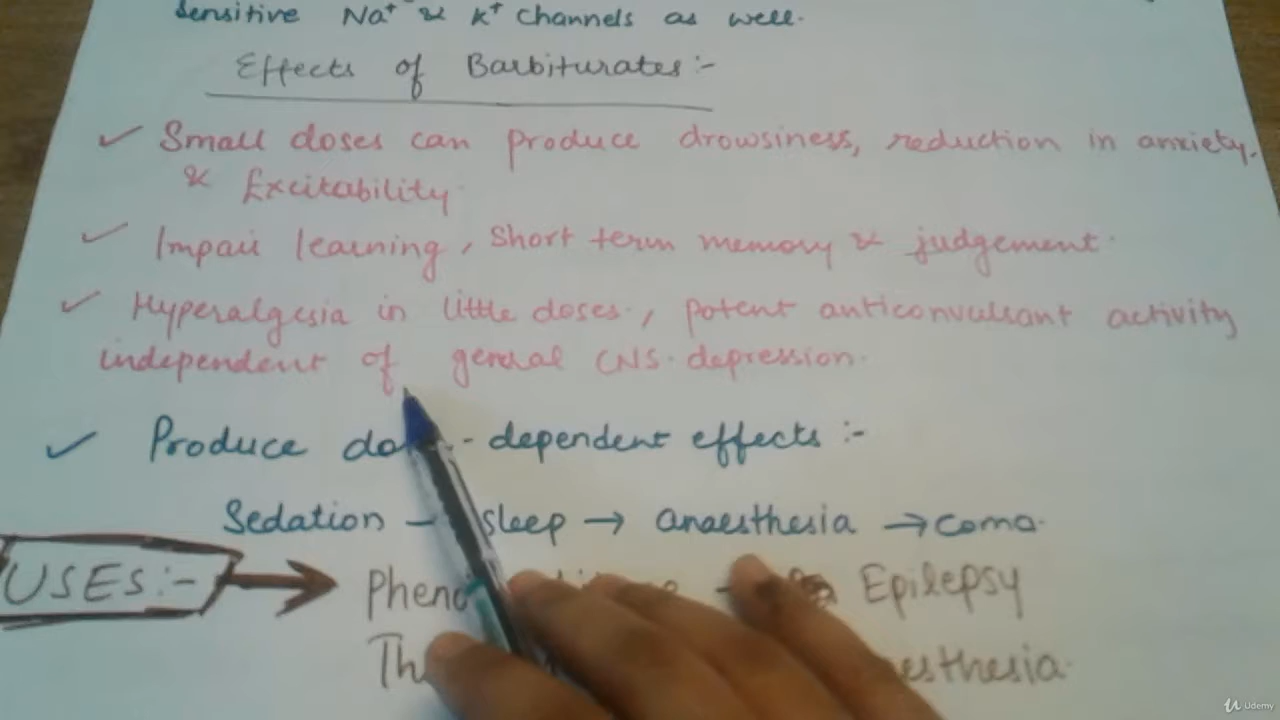 Sensitive Na⁺ & K⁺ Channels as well.
Effects of Barbiturates:-
✓ Small doses can produce drowsiness, reduction in anxiety.
& Excitability.
✓ Impair learning, Short term memory & judgement.
✓ Hyperalgesia in little doses., potent anticonvulsant activity
independent of general CNS depression.
✓ Produce - dependent effects :-
Sedation - sleep → anaesthesia → coma.
USES:- → Epilepsy
Udemy